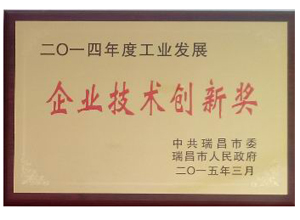 二〇一四年度工业发展
企业技术创新奖
中共瑞昌市委
瑞昌市人民政府
二〇一五年三月